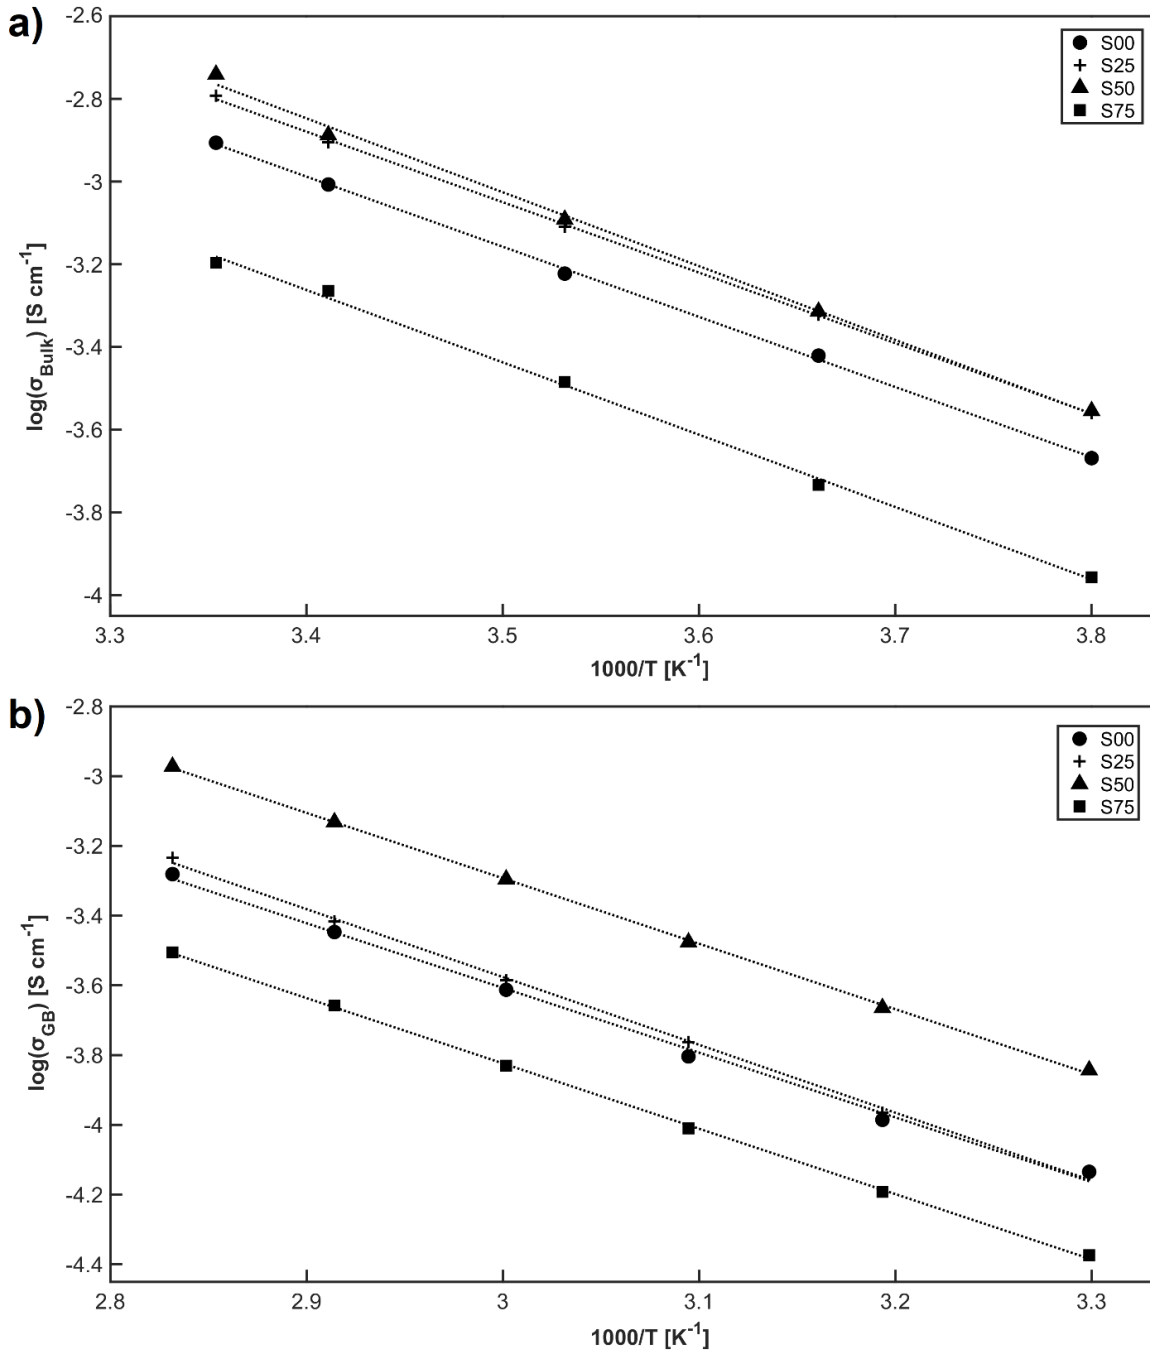 a)
-2.6
-2.8
-3
-3.2
-3.4
-3.6
-3.8
-4
log(σBulk) [S cm-1]
S00
S25
S50
S75
3.3
3.4
3.5
3.6
3.7
3.8
1000/T [K-1]
b)
-2.8
-3
-3.2
-3.4
-3.6
-3.8
-4
-4.2
-4.4
log(σGB) [S cm-1]
S00
S25
S50
S75
2.8
2.9
3
3.1
3.2
3.3
1000/T [K-1]